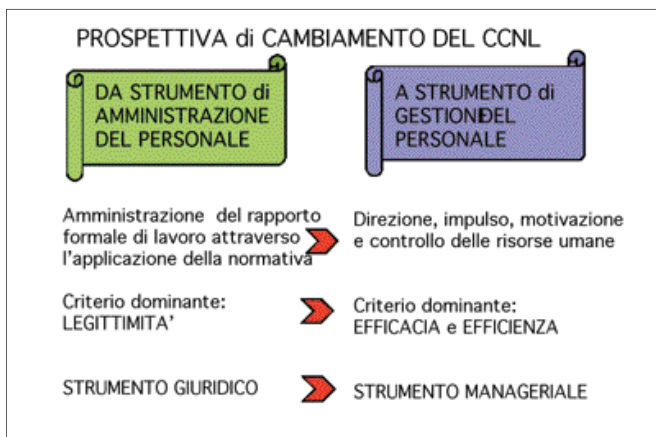 PROSPETTIVA di CAMBIAMENTO DEL CCNL
DA STRUMENTO di
AMMINISTRAZIONE
DEL PERSONALE
A STRUMENTO di
GESTIONEDEL
PERSONALE
Amministrazione del rapporto
formale di lavoro attraverso
l'applicazione della normativa
Direzione, impulso, motivazione
e controllo delle risorse umane
Criterio dominante:
LEGITTIMITA'
Criterio dominante:
EFFICACIA e EFFICIENZA
STRUMENTO GIURIDICO
STRUMENTO MANAGERIALE